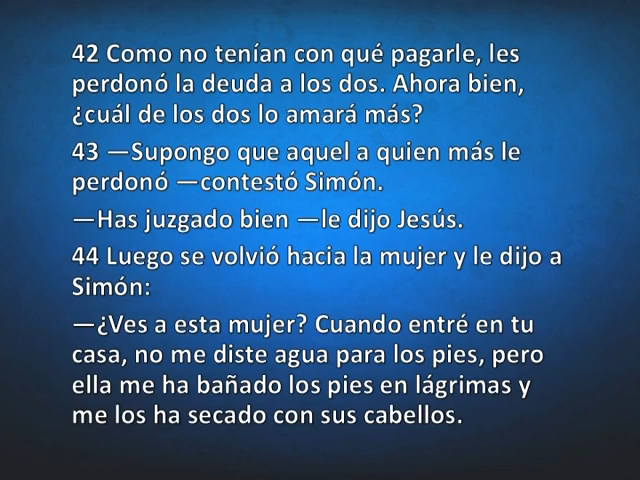 42 Como no tenían con qué pagarle, les
perdonó la deuda a los dos. Ahora bien,
¿cuál de los dos lo amará más?
43 —Supongo que aquel a quien más le
perdonó —contestó Simón.
—Has juzgado bien —le dijo Jesús.
44 Luego se volvió hacia la mujer y le dijo a
Simón:
—¿Ves a esta mujer? Cuando entré en tu
casa, no me diste agua para los pies, pero
ella me ha bañado los pies en lágrimas y
me los ha secado con sus cabellos.